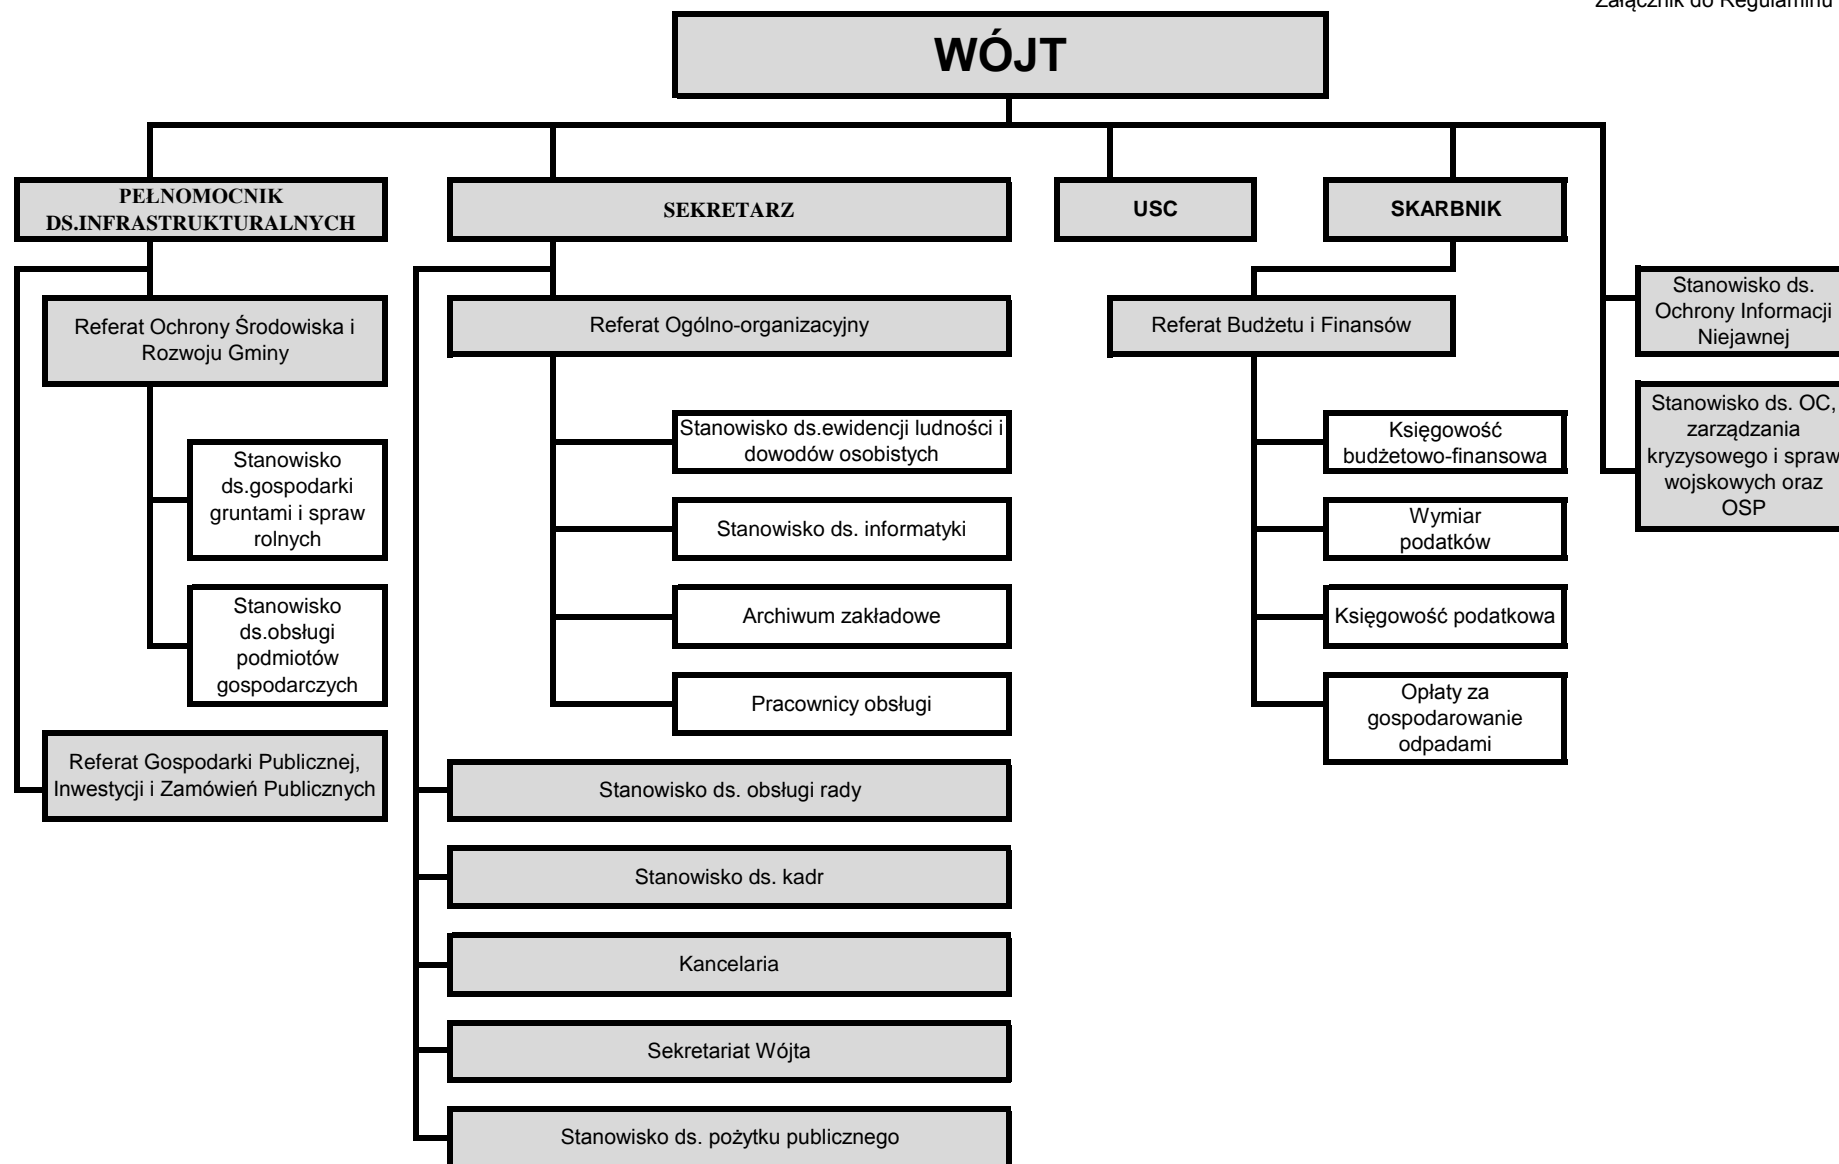 Załącznik do Regulaminu
WÓJT
PEŁNOMOCNIK
DS.INFRASTRUKTURALNYCH
SEKRETARZ
USC
SKARBNIK
Referat Ochrony Środowiska i
Rozwoju Gminy
Referat Ogólno-organizacyjny
Referat Budżetu i Finansów
Stanowisko ds.
Ochrony Informacji
Niejawnej
Stanowisko ds. OC,
zarządzania
kryzysowego i spraw
wojskowych oraz
OSP
Stanowisko
ds.gospodarki
gruntami i spraw
rolnych
Stanowisko
ds.obsługi
podmiotów
gospodarczych
Referat Gospodarki Publicznej,
Inwestycji i Zamówień Publicznych
Stanowisko ds.ewidencji ludności i
dowodów osobistych
Stanowisko ds. informatyki
Archiwum zakładowe
Pracownicy obsługi
Księgowość
budżetowo-finansowa
Wymiar
podatków
Księgowość podatkowa
Opłaty za
gospodarowanie
odpadami
Stanowisko ds. obsługi rady
Stanowisko ds. kadr
Kancelaria
Sekretariat Wójta
Stanowisko ds. pożytku publicznego